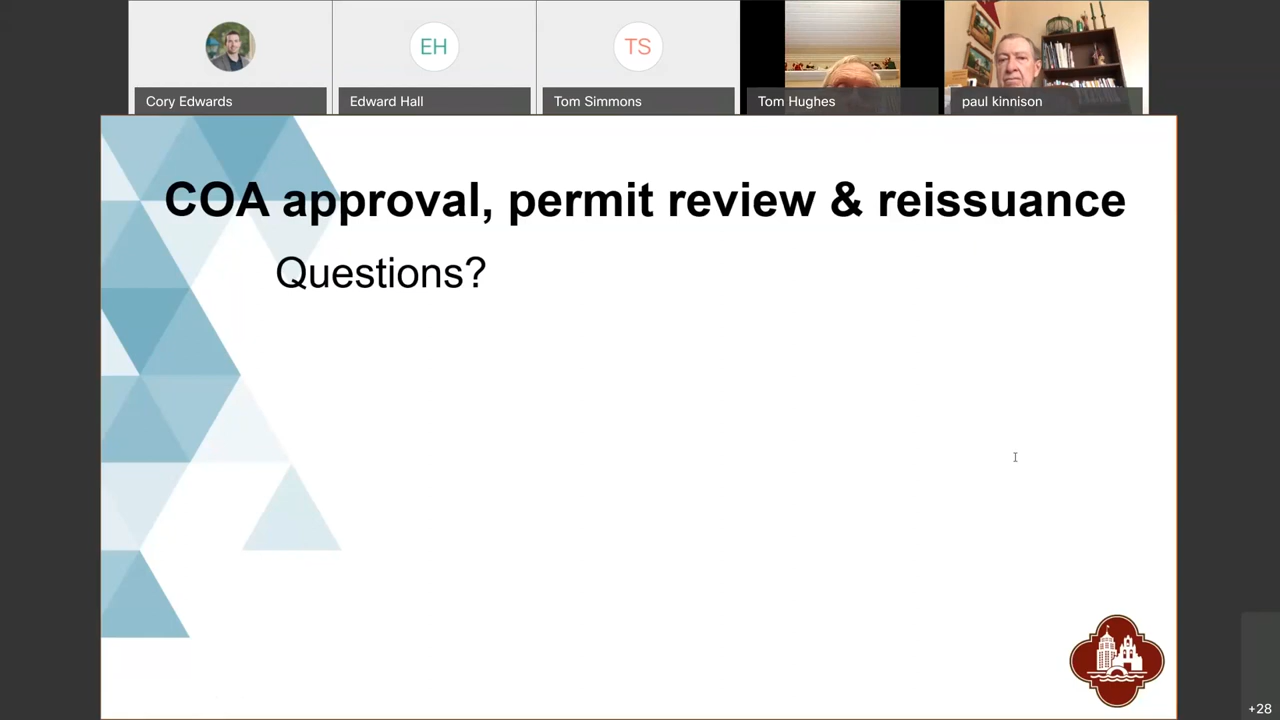 Cory Edwards
EH
Edward Hall
TS
Tom Simmons
Tom Hughes
paul kinnison
COA approval, permit review & reissuance
Questions?
+28